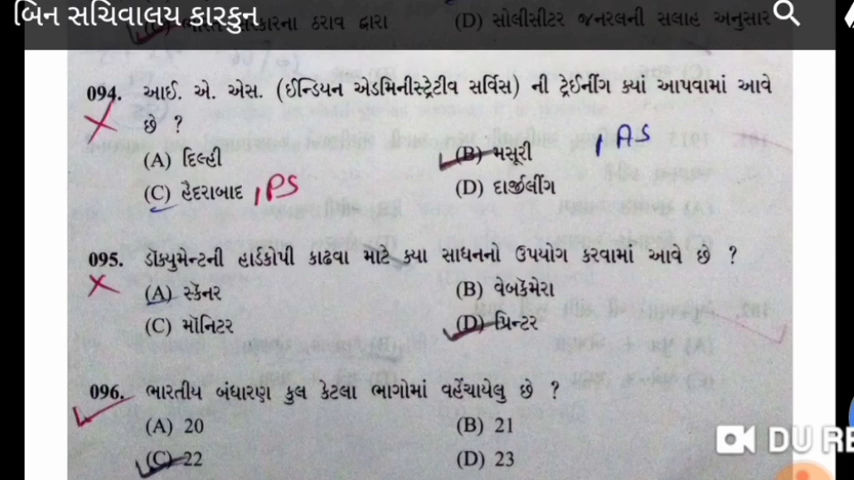 બિન સચિવાલય કારકુન
ઠરાવ દ્વારા (D) સોલીસીટર જનરલની સલાહ અનુસાર
094. આઈ. એ. એસ. (ઈન્ડિયન એડમિનીસ્ટ્રેટીવ સર્વિસ) ની ટ્રેઈનીંગ ક્યાં આપવામાં આવે
છે ?
(A) દિલ્હી (B) મસૂરી IAS
(C) હૈદરાબાદ IPS (D) દાર્જીલીંગ
095. ડૉક્યુમેન્ટની હાર્ડકોપી કાઢવા માટે ક્યા સાધનનો ઉપયોગ કરવામાં આવે છે ?
(A) સ્કૅનર (B) વેબકૅમેરા
(C) મૉનિટર (D) પ્રિન્ટર
096. ભારતીય બંધારણ કુલ કેટલા ભાગોમાં વહેંચાયેલુ છે ?
(A) 20 (B) 21
(C) 22 (D) 23
DU RE